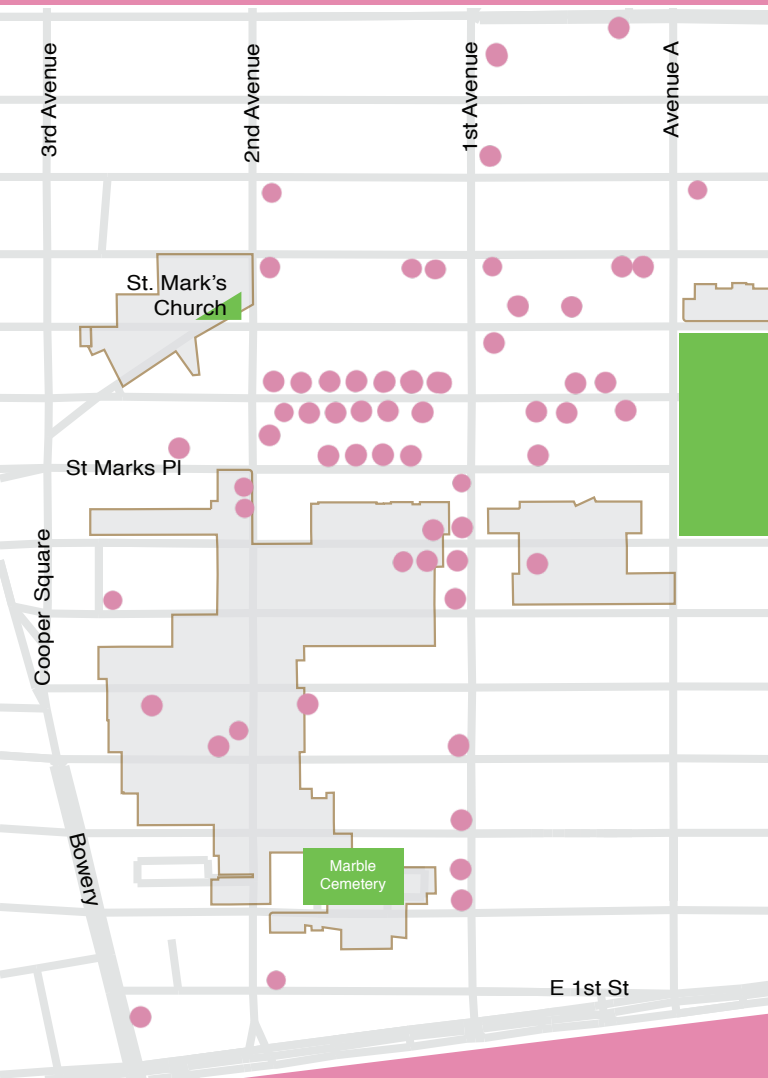 3rd Avenue
2nd Avenue
1st Avenue
Avenue A
St. Mark's
Church
St Marks Pl
Cooper Square
Bowery
Marble
Cemetery
E 1st St